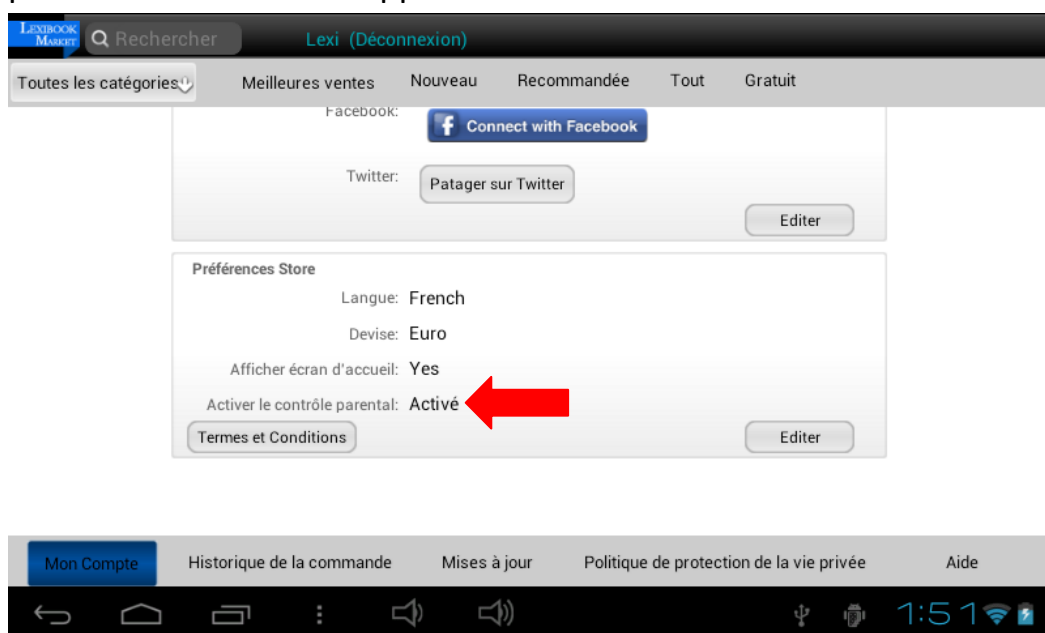 LEXIBOOK
MARKET
Rechercher
Lexi (Déconnexion)
Toutes les catégories
Meilleures ventes
Nouveau
Recommandée
Tout
Gratuit
Facebook:
f Connect with Facebook
Twitter:
Patager sur Twitter
Editer
Préférences Store
Langue: French
Devise: Euro
Afficher écran d'accueil: Yes
Activer le contrôle parental: Activé
Termes et Conditions
Editer
Mon Compte
Historique de la commande
Mises à jour
Politique de protection de la vie privée
Aide
1:51